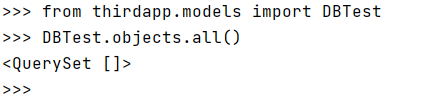 >>> from thirdapp.models import DBTest
>>> DBTest.objects.all()
<QuerySet []>
>>>